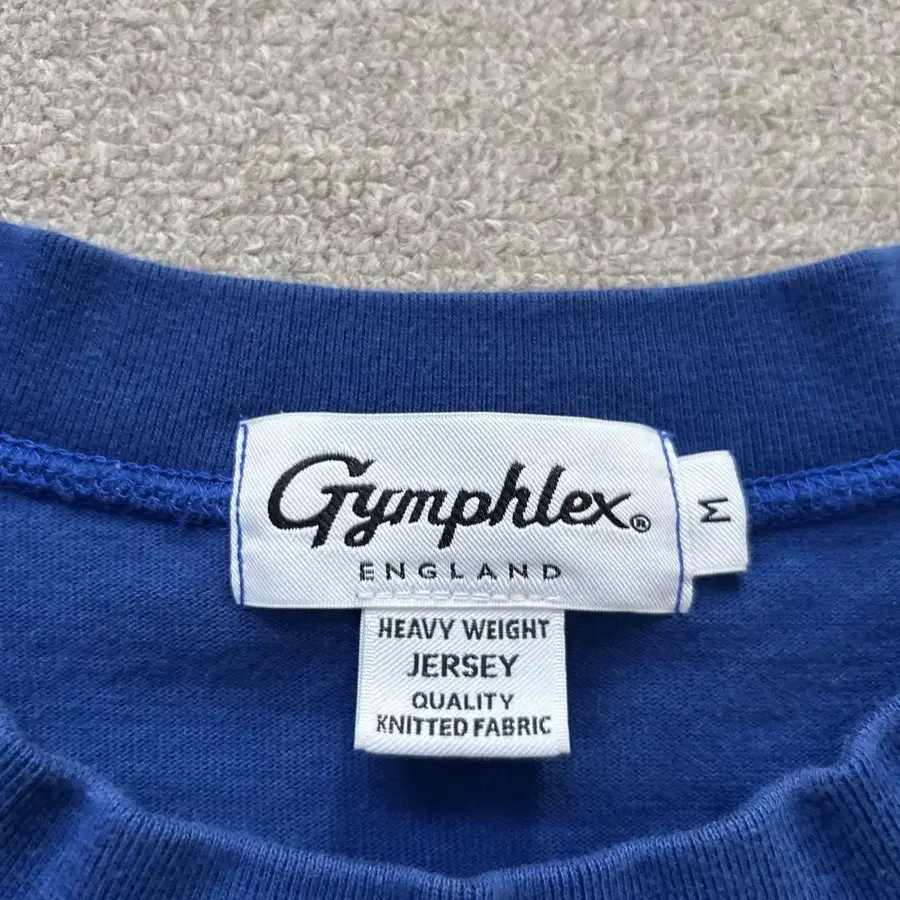 Gymphlex®
ENGLAND
M
HEAVY WEIGHT
JERSEY
QUALITY
KNITTED FABRIC